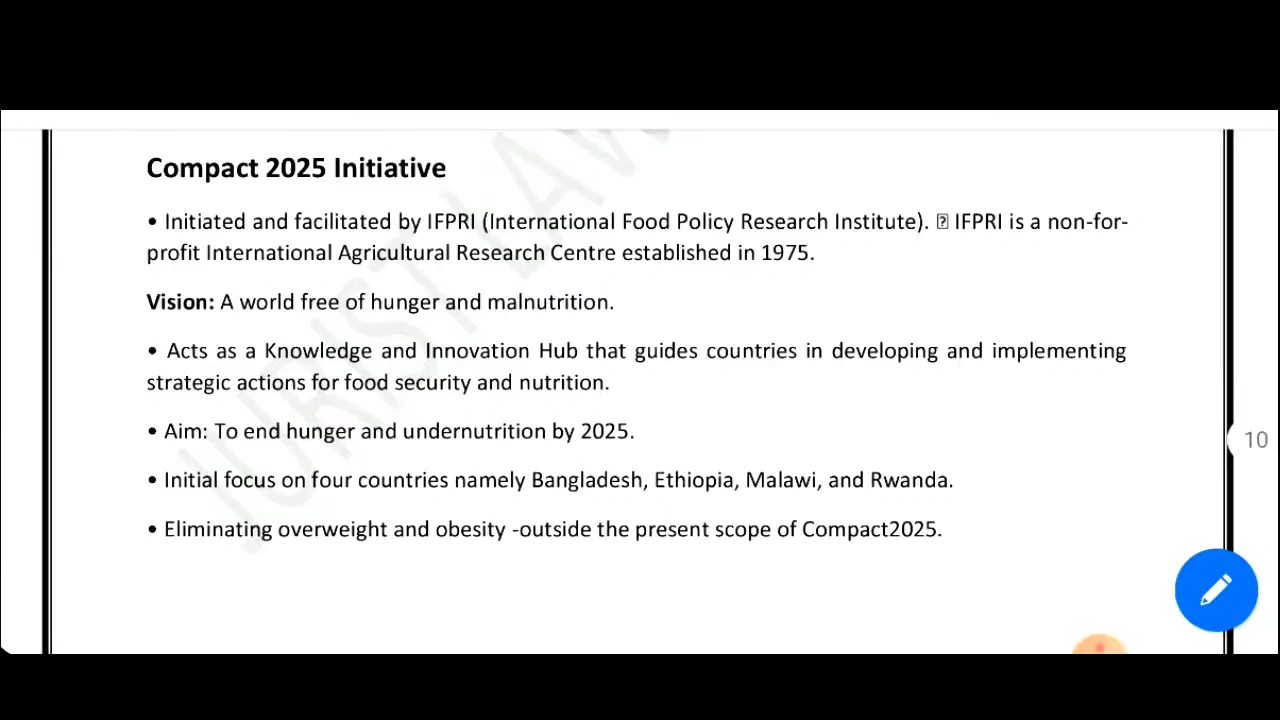 Compact 2025 Initiative
• Initiated and facilitated by IFPRI (International Food Policy Research Institute). ⍰ IFPRI is a non-for-
profit International Agricultural Research Centre established in 1975.
Vision: A world free of hunger and malnutrition.
• Acts as a Knowledge and Innovation Hub that guides countries in developing and implementing
strategic actions for food security and nutrition.
• Aim: To end hunger and undernutrition by 2025.
10
• Initial focus on four countries namely Bangladesh, Ethiopia, Malawi, and Rwanda.
• Eliminating overweight and obesity -outside the present scope of Compact2025.
JURIST LAW